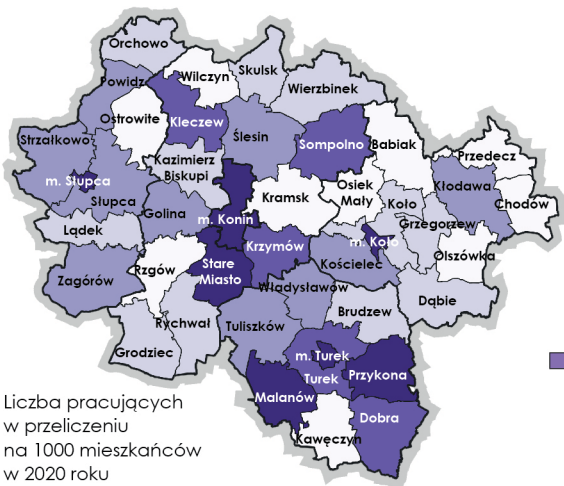 Orchowo
Skulsk
Wilczyn
Powidz
Wierzbinek
Ostrowite
Kleczew
Ślesin
Strzałkowo
Sompolno
Babiak
Przedecz
Kazimierz
Biskupi
m. Słupca
Osiek
Mały
Kłodawa
Słupca
Kramsk
Koło
Chodów
Golina
m. Konin
Grzegorzew
Lądek
Krzymów
m. Koło
Olszówka
Rzgów
Stare
Miasto
Kościelec
Zagórów
Władysławów
Dąbie
Rychwał
Tuliszków
Brudzew
Grodziec
m. Turek
Turek
Przykona
Malanów
Dobra
Kawęczyn
Liczba pracujących
w przeliczeniu
na 1000 mieszkańców
w 2020 roku